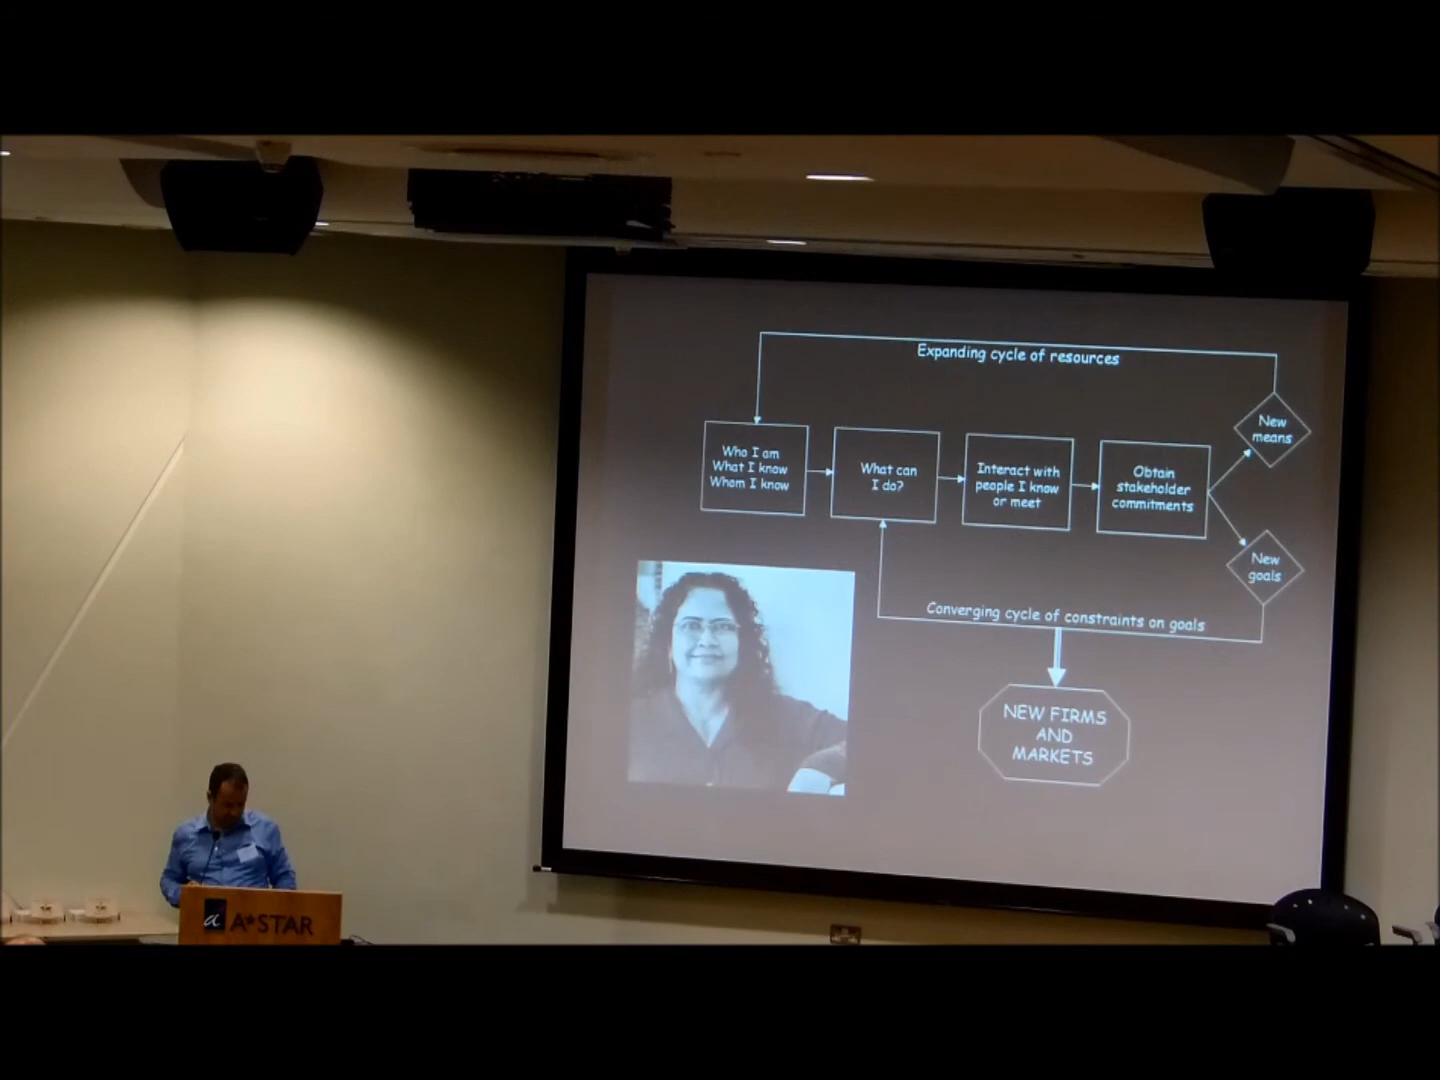 Expanding cycle of resources
Who I am
What I know
Whom I know
What can
I do?
Interact with
people I know
or meet
Obtain
stakeholder
commitments
New
means
New
goals
Converging cycle of constraints on goals
NEW FIRMS
AND
MARKETS
a A*STAR